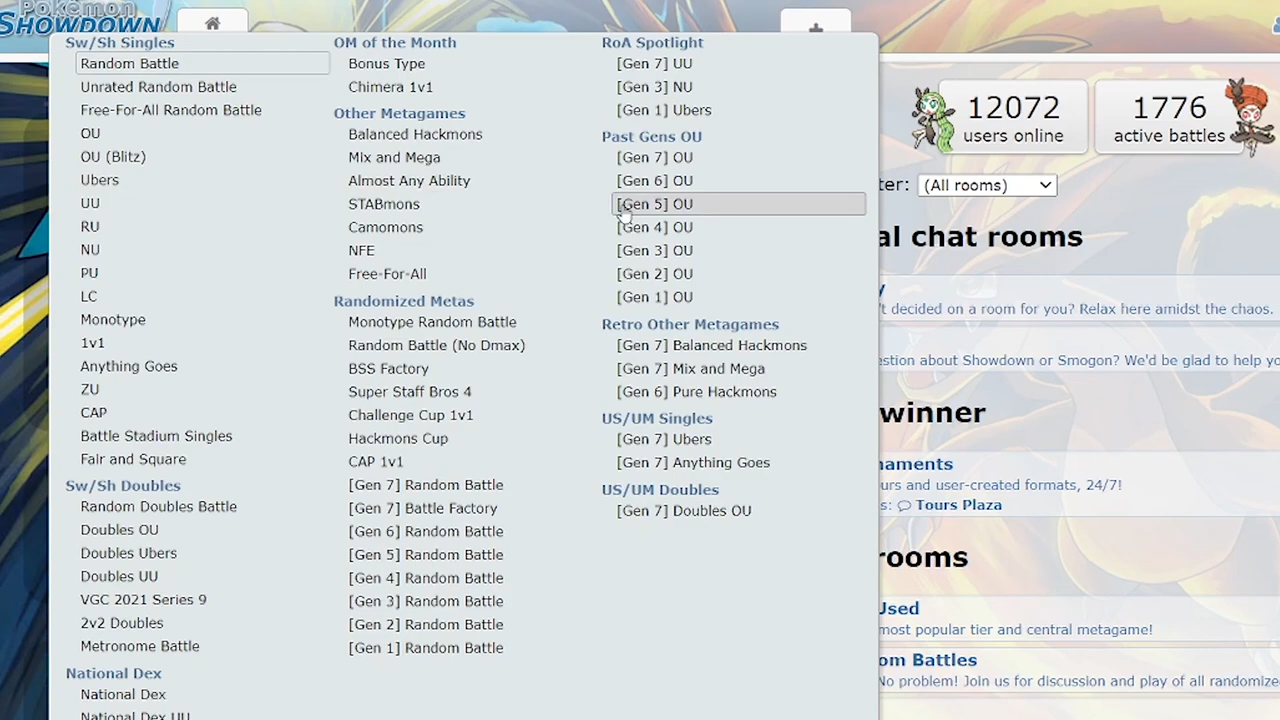 Pokémon
SHOWDOWN
Sw/Sh Singles
Random Battle
Unrated Random Battle
Free-For-All Random Battle
OU
OU (Blitz)
Ubers
UU
RU
NU
PU
LC
Monotype
1v1
Anything Goes
ZU
CAP
Battle Stadium Singles
Fair and Square
Sw/Sh Doubles
Random Doubles Battle
Doubles OU
Doubles Ubers
Doubles UU
VGC 2021 Series 9
2v2 Doubles
Metronome Battle
National Dex
National Dex
National Dex UU
OM of the Month
Bonus Type
Chimera 1v1
Other Metagames
Balanced Hackmons
Mix and Mega
Almost Any Ability
STABmons
Camomons
NFE
Free-For-All
Randomized Metas
Monotype Random Battle
Random Battle (No Dmax)
BSS Factory
Super Staff Bros 4
Challenge Cup 1v1
Hackmons Cup
CAP 1v1
[Gen 7] Random Battle
[Gen 7] Battle Factory
[Gen 6] Random Battle
[Gen 5] Random Battle
[Gen 4] Random Battle
[Gen 3] Random Battle
[Gen 2] Random Battle
[Gen 1] Random Battle
RoA Spotlight
[Gen 7] UU
[Gen 3] NU
[Gen 1] Ubers
Past Gens OU
[Gen 7] OU
[Gen 6] OU
[Gen 5] OU
[Gen 4] OU
[Gen 3] OU
[Gen 2] OU
[Gen 1] OU
Retro Other Metagames
[Gen 7] Balanced Hackmons
[Gen 7] Mix and Mega
[Gen 6] Pure Hackmons
US/UM Singles
[Gen 7] Ubers
[Gen 7] Anything Goes
US/UM Doubles
[Gen 7] Doubles OU
12072
users online
1776
active battles
ter: (All rooms)
al chat rooms
y
't decided on a room for you? Relax here amidst the chaos.
estion about Showdown or Smogon? We'd be glad to help yo
winner
naments
urs and user-created formats, 24/7!
s: Tours Plaza
rooms
Used
most popular tier and central metagame!
om Battles
No problem! Join us for discussion and play of all randomize